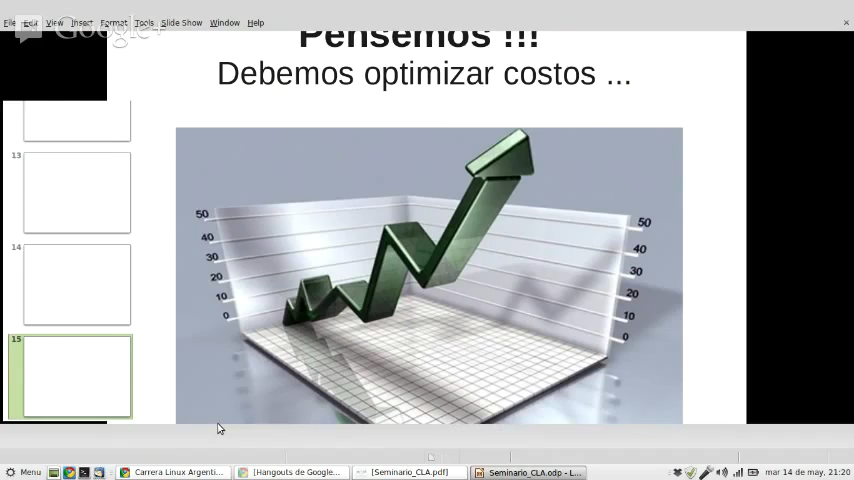 File Edit View Insert Format Tools Slide Show Window Help
Google+
Pensemos !!!
Debemos optimizar costos ...
13
14
15
50
40
30
20
10
0
50
40
30
20
10
0
Menu
Carrera Linux Argenti...
[Hangouts de Google...
[Seminario_CLA.pdf]
Seminario_CLA.odp - L...
mar 14 de may, 21:20